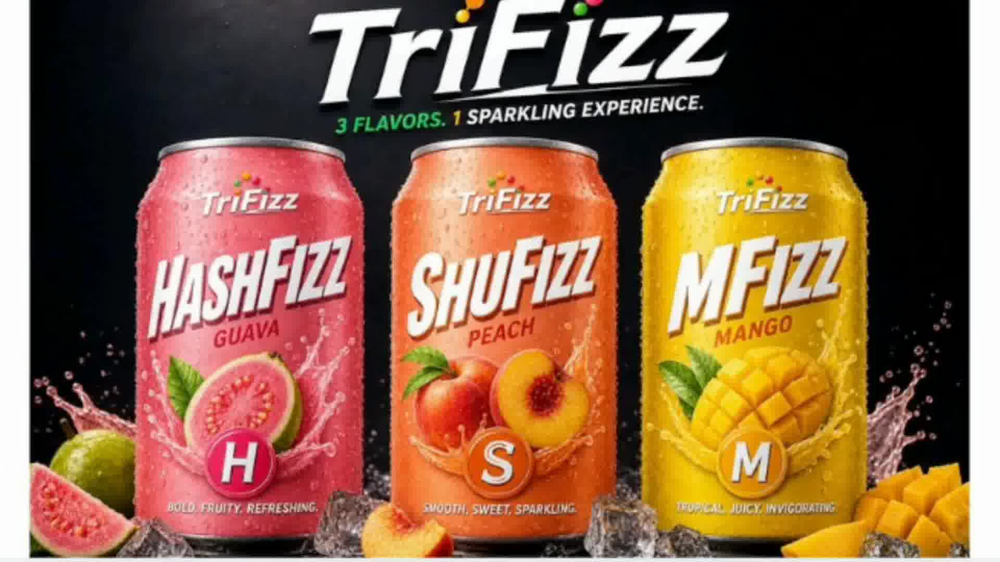 TriFizz
3 FLAVORS. 1 SPARKLING EXPERIENCE.
TriFizz
HASHFIZZ
GUAVA
H
BOLD. FRUITY. REFRESHING.
TriFizz
SHUFIZZ
PEACH
S
SMOOTH. SWEET. SPARKLING.
TriFizz
MFIZZ
MANGO
M
TROPICAL. JUICY. INVIGORATING.